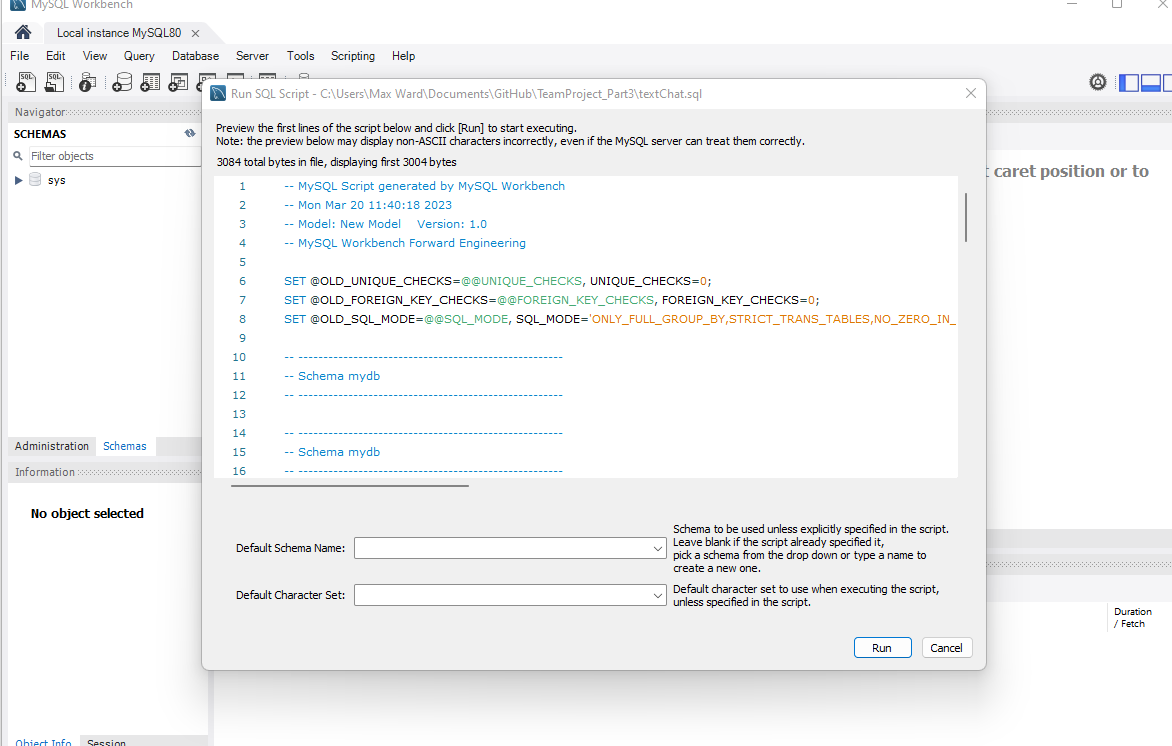 MySQL Workbench
Local instance MySQL80
File Edit View Query Database Server Tools Scripting Help
SQL SQL
Navigator
SCHEMAS
Filter objects
sys
Administration Schemas
Information
No object selected
Object Info Session
t caret position or to
Duration
/ Fetch
Run SQL Script - C:\Users\Max Ward\Documents\GitHub\TeamProject_Part3\textChat.sql
Preview the first lines of the script below and click [Run] to start executing.
Note: the preview below may display non-ASCII characters incorrectly, even if the MySQL server can treat them correctly.
3084 total bytes in file, displaying first 3004 bytes
1 -- MySQL Script generated by MySQL Workbench
2 -- Mon Mar 20 11:40:18 2023
3 -- Model: New Model    Version: 1.0
4 -- MySQL Workbench Forward Engineering
5
6 SET @OLD_UNIQUE_CHECKS=@@UNIQUE_CHECKS, UNIQUE_CHECKS=0;
7 SET @OLD_FOREIGN_KEY_CHECKS=@@FOREIGN_KEY_CHECKS, FOREIGN_KEY_CHECKS=0;
8 SET @OLD_SQL_MODE=@@SQL_MODE, SQL_MODE='ONLY_FULL_GROUP_BY,STRICT_TRANS_TABLES,NO_ZERO_IN_
9
10 -- -----------------------------------------------------
11 -- Schema mydb
12 -- -----------------------------------------------------
13
14 -- -----------------------------------------------------
15 -- Schema mydb
16 -- -----------------------------------------------------
Default Schema Name:
Schema to be used unless explicitly specified in the script.
Leave blank if the script already specified it,
pick a schema from the drop down or type a name to
create a new one.
Default Character Set:
Default character set to use when executing the script,
unless specified in the script.
Run Cancel